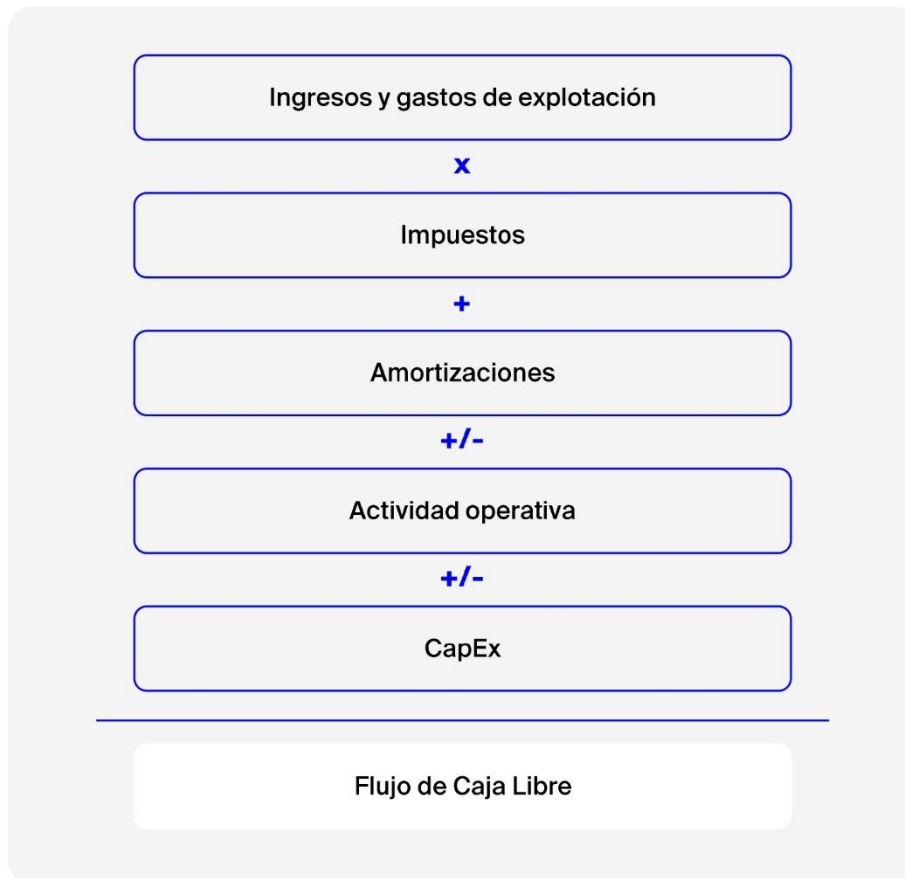 Ingresos y gastos de explotación
x
Impuestos
+
Amortizaciones
+/-
Actividad operativa
+/-
CapEx
Flujo de Caja Libre